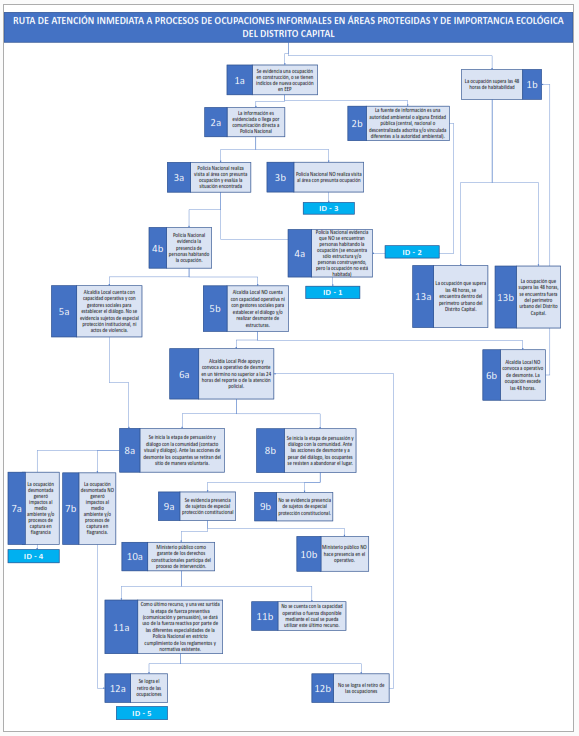 RUTA DE ATENCIÓN INMEDIATA A PROCESOS DE OCUPACIONES INFORMALES EN ÁREAS PROTEGIDAS Y DE IMPORTANCIA ECOLÓGICA
DEL DISTRITO CAPITAL
1a
Se evidencia una ocupación
en construcción, o se tienen
indicios de nueva ocupación
en EEP
La ocupación supera las 48
horas de habitabilidad
1b
2a
La información es
evidenciada o llega por
comunicación directa a
Policía Nacional
2b
La fuente de información es una
autoridad ambiental o alguna Entidad
pública (central, nacional o
descentralizada adscrita y/o vinculada
diferentes a la autoridad ambiental).
3a
Policía Nacional realiza
visita al área con presunta
ocupación y evalúa la
situación encontrada
3b
Policía Nacional NO realiza visita
al área con presunta ocupación
ID - 3
4b
Policía Nacional
evidencia la
presencia de
personas habitando
la ocupación.
4a
Policía Nacional evidencia
que NO se encuentran
personas habitando la
ocupación (se encuentra
sólo estructura y/o
personas construyendo,
pero la ocupación no está
habitada)
ID - 2
ID - 1
13a
La ocupación que supera
las 48 horas, se
encuentra dentro del
perímetro urbano del
Distrito Capital.
13b
La ocupación que
supera las 48 horas,
se encuentra fuera
del perímetro
urbano del Distrito
Capital.
5a
Alcaldía Local cuenta con
capacidad operativa y con
gestores sociales para
establecer el diálogo. No se
evidencia sujetos de especial
protección institucional, ni
actos de violencia.
5b
Alcaldía Local NO cuenta
con capacidad operativa ni
con gestores sociales para
establecer el diálogo y/o
realizar desmonte de
estructuras.
6a
Alcaldía Local Pide apoyo y
convoca a operativo de desmonte
en un término no superior a las 24
horas del reporte o de la atención
policial.
6b
Alcaldía Local NO
convoca a operativo
de desmonte. La
ocupación excede
las 48 horas.
8a
Se inicia la etapa de persuasión y
diálogo con la comunidad (contacto
visual y diálogo). Ante las acciones de
desmonte los ocupantes se retiran del
sitio de manera voluntaria.
8b
Se inicia la etapa de persuasión y
diálogo con la comunidad. Ante
las acciones de desmonte y a
pesar del diálogo, los ocupantes
se resisten a abandonar el lugar.
7a
La ocupación
desmontada
generó
impactos al
medio
ambiente y/o
procesos de
captura en
flagrancia.
7b
La ocupación
desmontada NO
generó
impactos al
medio
ambiente y/o
procesos de
captura en
flagrancia.
ID - 4
9a
Se evidencia presencia
de sujetos de especial
protección constitucional
9b
No se evidencia presencia
de sujetos de especial
protección constitucional.
10a
Ministerio público como
garante de los derechos
constitucionales participa del
proceso de intervención.
10b
Ministerio público NO
hace presencia en el
operativo.
11a
Como último recurso, y una vez surtida
la etapa de fuerza preventiva
(comunicación y persuasión), se dará
uso de la fuerza reactiva por parte de
las diferentes especialidades de la
Policía Nacional en estricto
cumplimiento de los reglamentos y
normativa existente.
11b
No se cuenta con la capacidad
operativa o fuerza disponible
mediante el cual se pueda
utilizar este último recurso.
12a
Se logra el
retiro de las
ocupaciones
12b
No se logra el retiro de
las ocupaciones
ID - 5